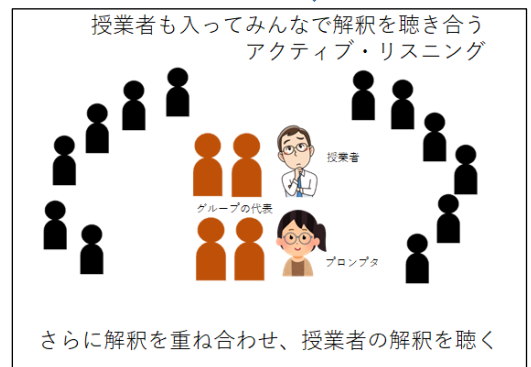 授業者も入ってみんなで解釈を聴き合う
アクティブ・リスニング
授業者
グループの代表
プロンプタ
さらに解釈を重ね合わせ、授業者の解釈を聴く